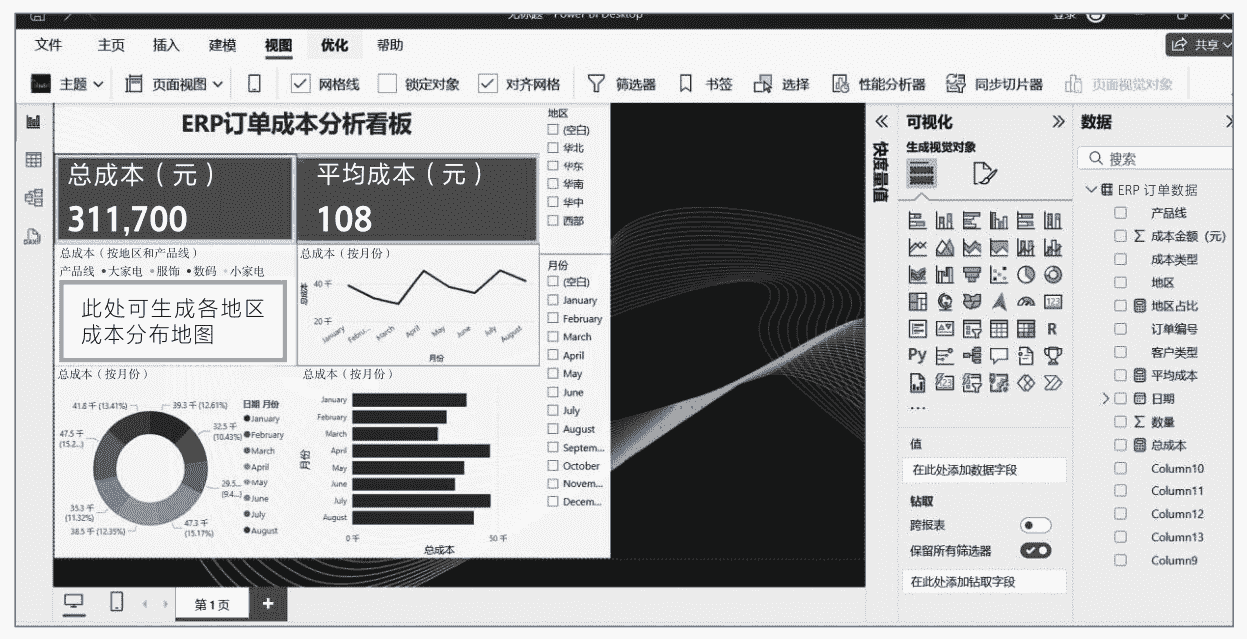 文件 主页 插入 建模 视图 优化 帮助
共享
主题 页面视图 网格线 锁定对象 对齐网格 筛选器 书签 选择 性能分析器 同步切片器 页面视觉对象
ERP订单成本分析看板
总成本(元)
311,700
平均成本(元)
108
总成本(按地区和产品线)
产品线 大家电 服饰 数码 小家电
此处可生成各地区
成本分布地图
总成本(按月份)
总成本
40 千
20 千
January
Febru...
March
April
May
June
July
August
月份
总成本(按月份)
41.8 千 (13.41%)
39.3 千 (12.61%)
32.5 千
(10.43%)
29.5...
(9.4...)
47.3 千
(15.17%)
38.5 千 (12.35%)
35.3 千
(11.32%)
47.5 千
(15.2...)
日期 月份
January
February
March
April
May
June
July
August
总成本(按月份)
月份
January
February
March
April
May
June
July
August
0 千
50 千
总成本
地区
(空白)
华北
华东
华南
华中
西部
月份
(空白)
January
February
March
April
May
June
July
August
Septem...
October
Novem...
Decem...
第 1 页
可视化
生成视觉对象
123
R
Py
...
值
在此处添加数据字段
钻取
跨报表
保留所有筛选器
在此处添加钻取字段
数据
搜索
ERP 订单数据
产品线
∑ 成本金额(元)
成本类型
地区
地区占比
订单编号
客户类型
平均成本
日期
∑ 数量
总成本
Column10
Column11
Column12
Column13
Column9